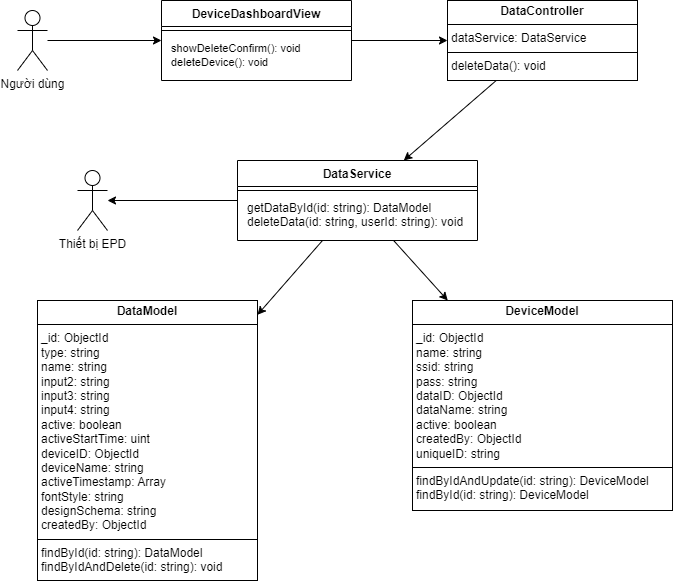 DeviceDashboardView
showDeleteConfirm(): void
deleteDevice(): void
DataController
dataService: DataService
deleteData(): void
Người dùng
DataService
getDataById(id: string): DataModel
deleteData(id: string, userId: string): void
Thiết bị EPD
DataModel
_id: ObjectId
type: string
name: string
input2: string
input3: string
input4: string
active: boolean
activeStartTime: uint
deviceID: ObjectId
deviceName: string
activeTimestamp: Array
fontStyle: string
designSchema: string
createdBy: ObjectId
findById(id: string): DataModel
findByIdAndDelete(id: string): void
DeviceModel
_id: ObjectId
name: string
ssid: string
pass: string
dataID: ObjectId
dataName: string
active: boolean
createdBy: ObjectId
uniqueID: string
findByIdAndUpdate(id: string): DeviceModel
findById(id: string): DeviceModel